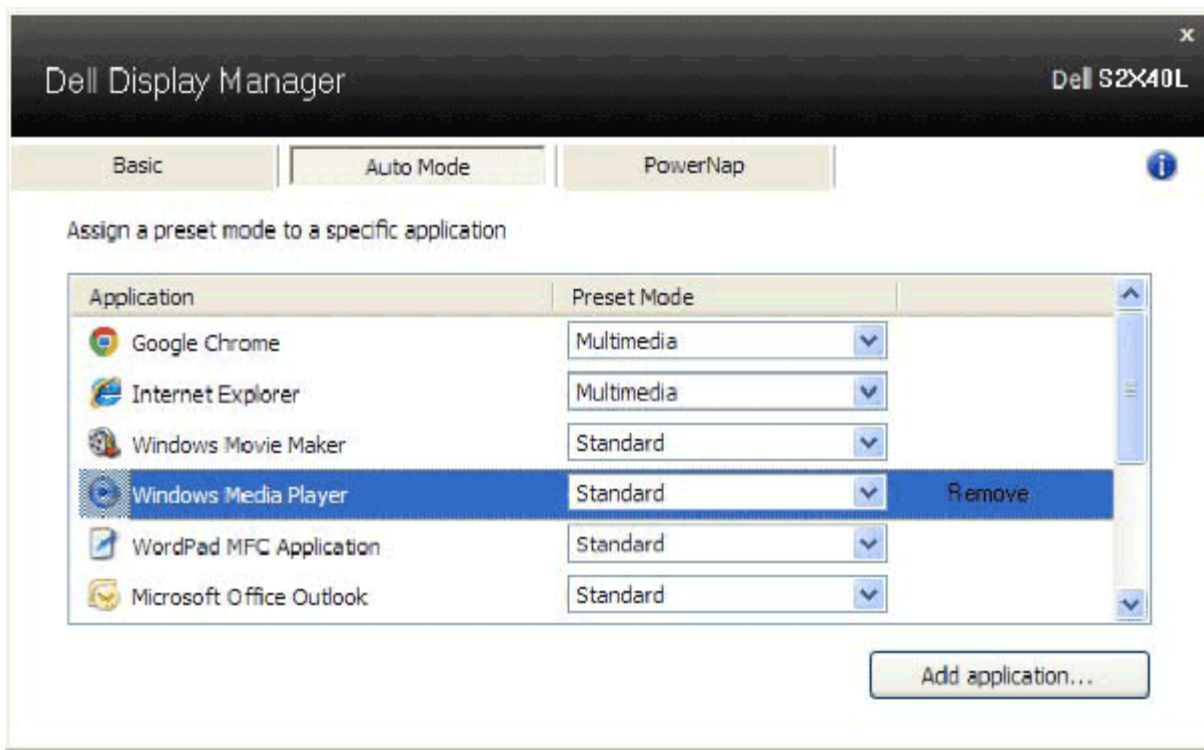 x
Dell Display Manager Dell S2X40L
Basic Auto Mode PowerNap
Assign a preset mode to a specific application
Application Preset Mode
Google Chrome Multimedia
Internet Explorer Multimedia
Windows Movie Maker Standard
Windows Media Player Standard Remove
WordPad MFC Application Standard
Microsoft Office Outlook Standard
Add application...